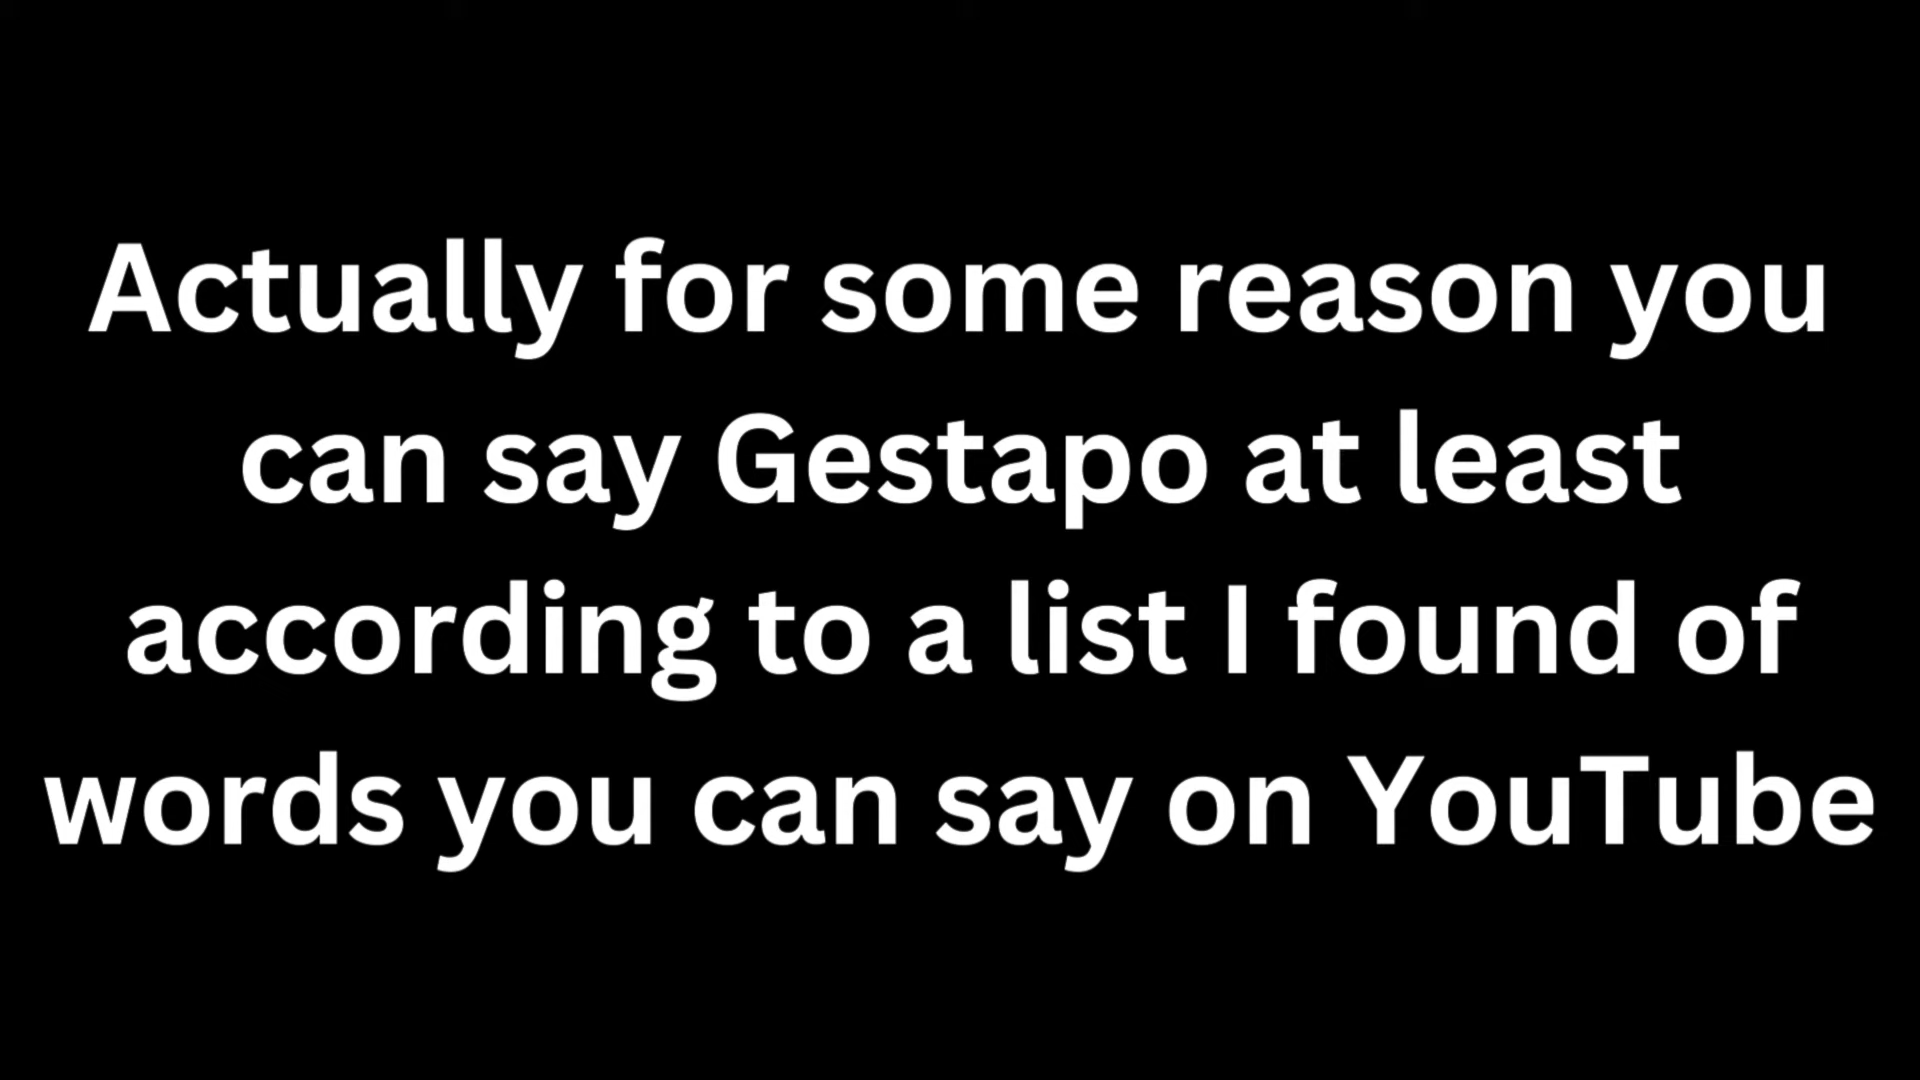 Actually for some reason you
can say Gestapo at least
according to a list I found of
words you can say on YouTube